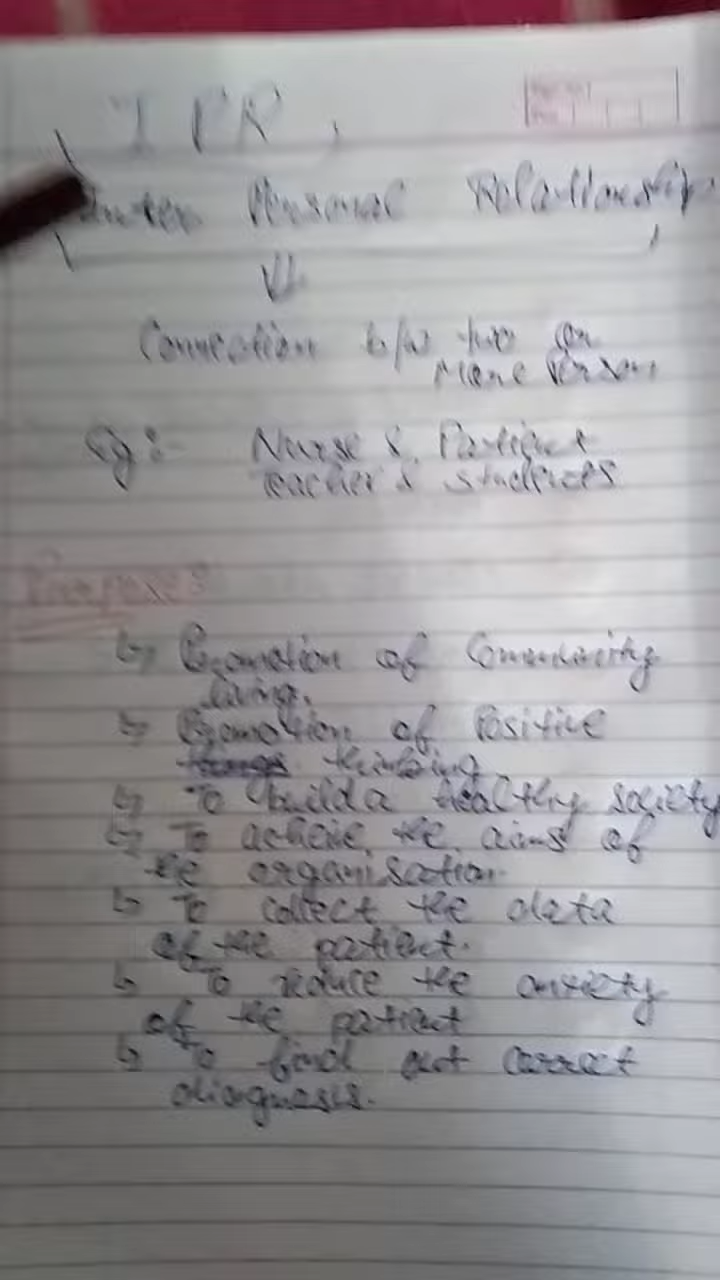 I PR,
Inter Personal Relationship
Connection b/w two or
More Person
Eg:- Nurse & Patient
teacher & students
Purpose:
↳ Promotion of Community
living.
↳ Promotion of Positive
thinking
↳ To build a healthy society
↳ To acheie the aims of
the organisation.
↳ To collect the data
of the patient.
↳ To reduce the anxiety
of the patient
↳ To find out correct
diagnosis.